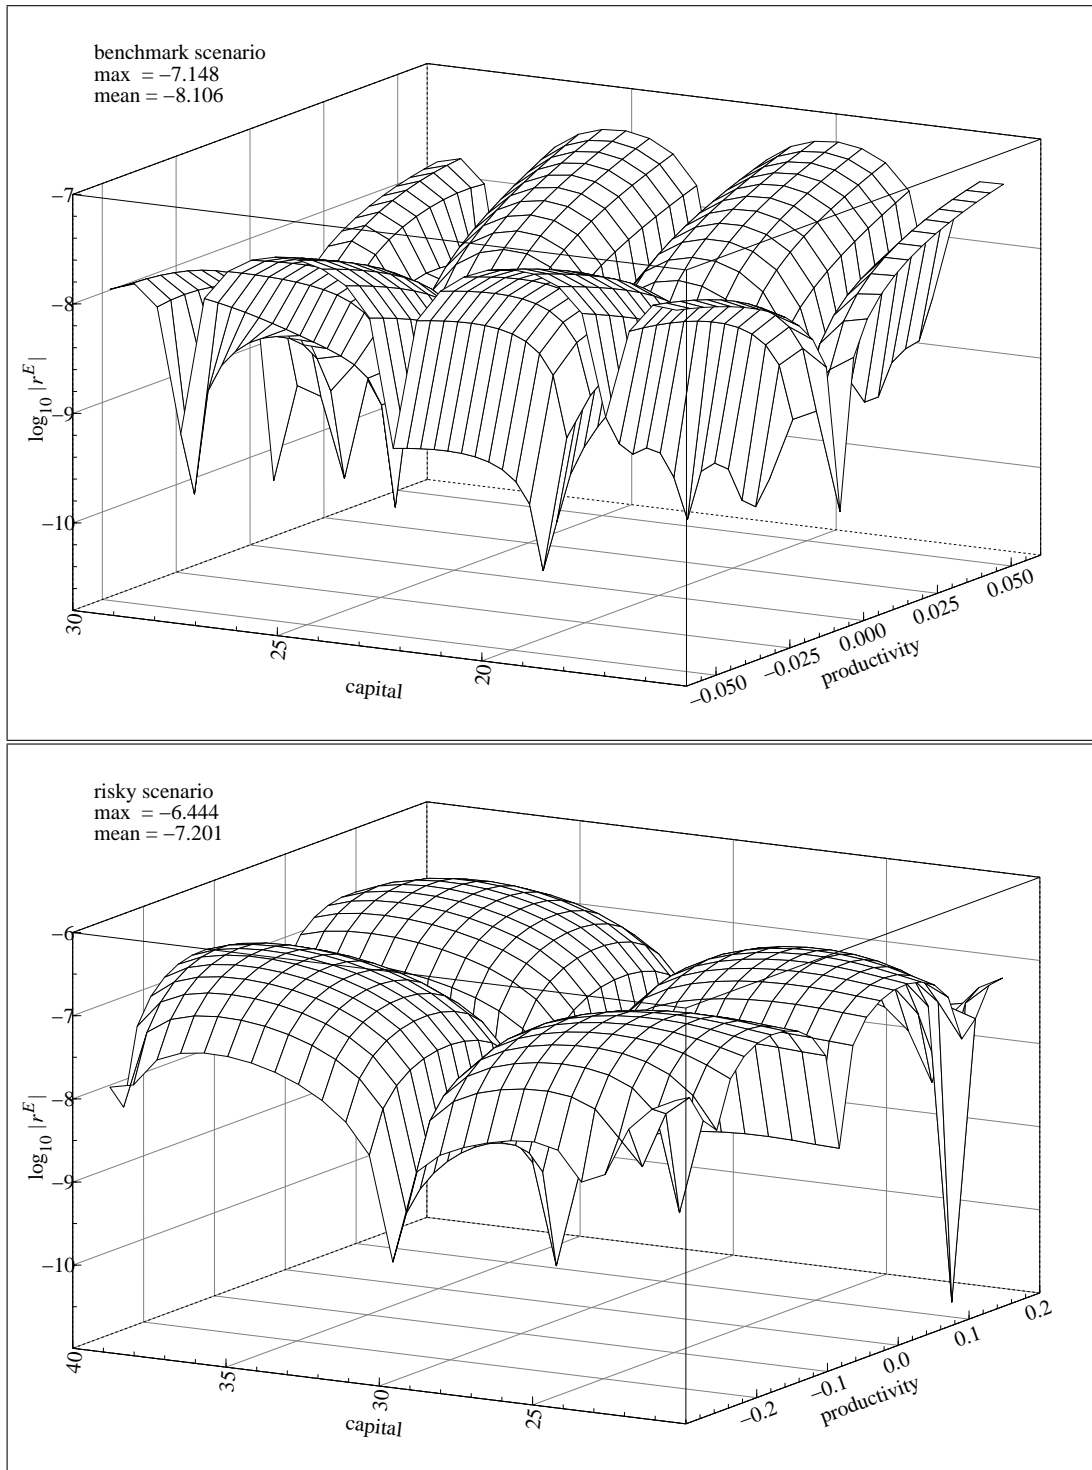 benchmark scenario
max = −7.148
mean = −8.106
−7
−8
−9
−10
log₁₀ |r^E|
30
25
20
capital
−0.050
−0.025
0.000
0.025
0.050
productivity
risky scenario
max = −6.444
mean = −7.201
−6
−7
−8
−9
−10
log₁₀ |r^E|
40
35
30
25
capital
−0.2
−0.1
0.0
0.1
0.2
productivity